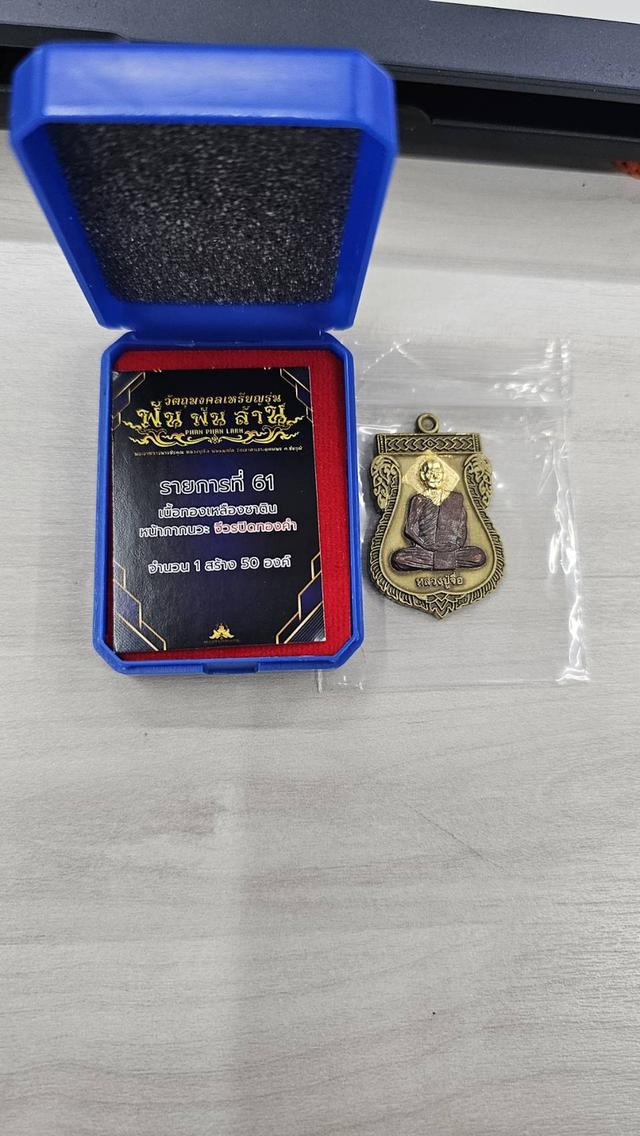 วัตถุมงคลเหรียญรุ่น
พัน พัน ล้าน
PHAN PHAN LARN
รายการที่ 61
เนื้อทองเหลืองซาติน
หน้ากากนวะ จีวรปิดทองคำ
จำนวน 1 สร้าง 50 องค์
หลวงปู่จือ